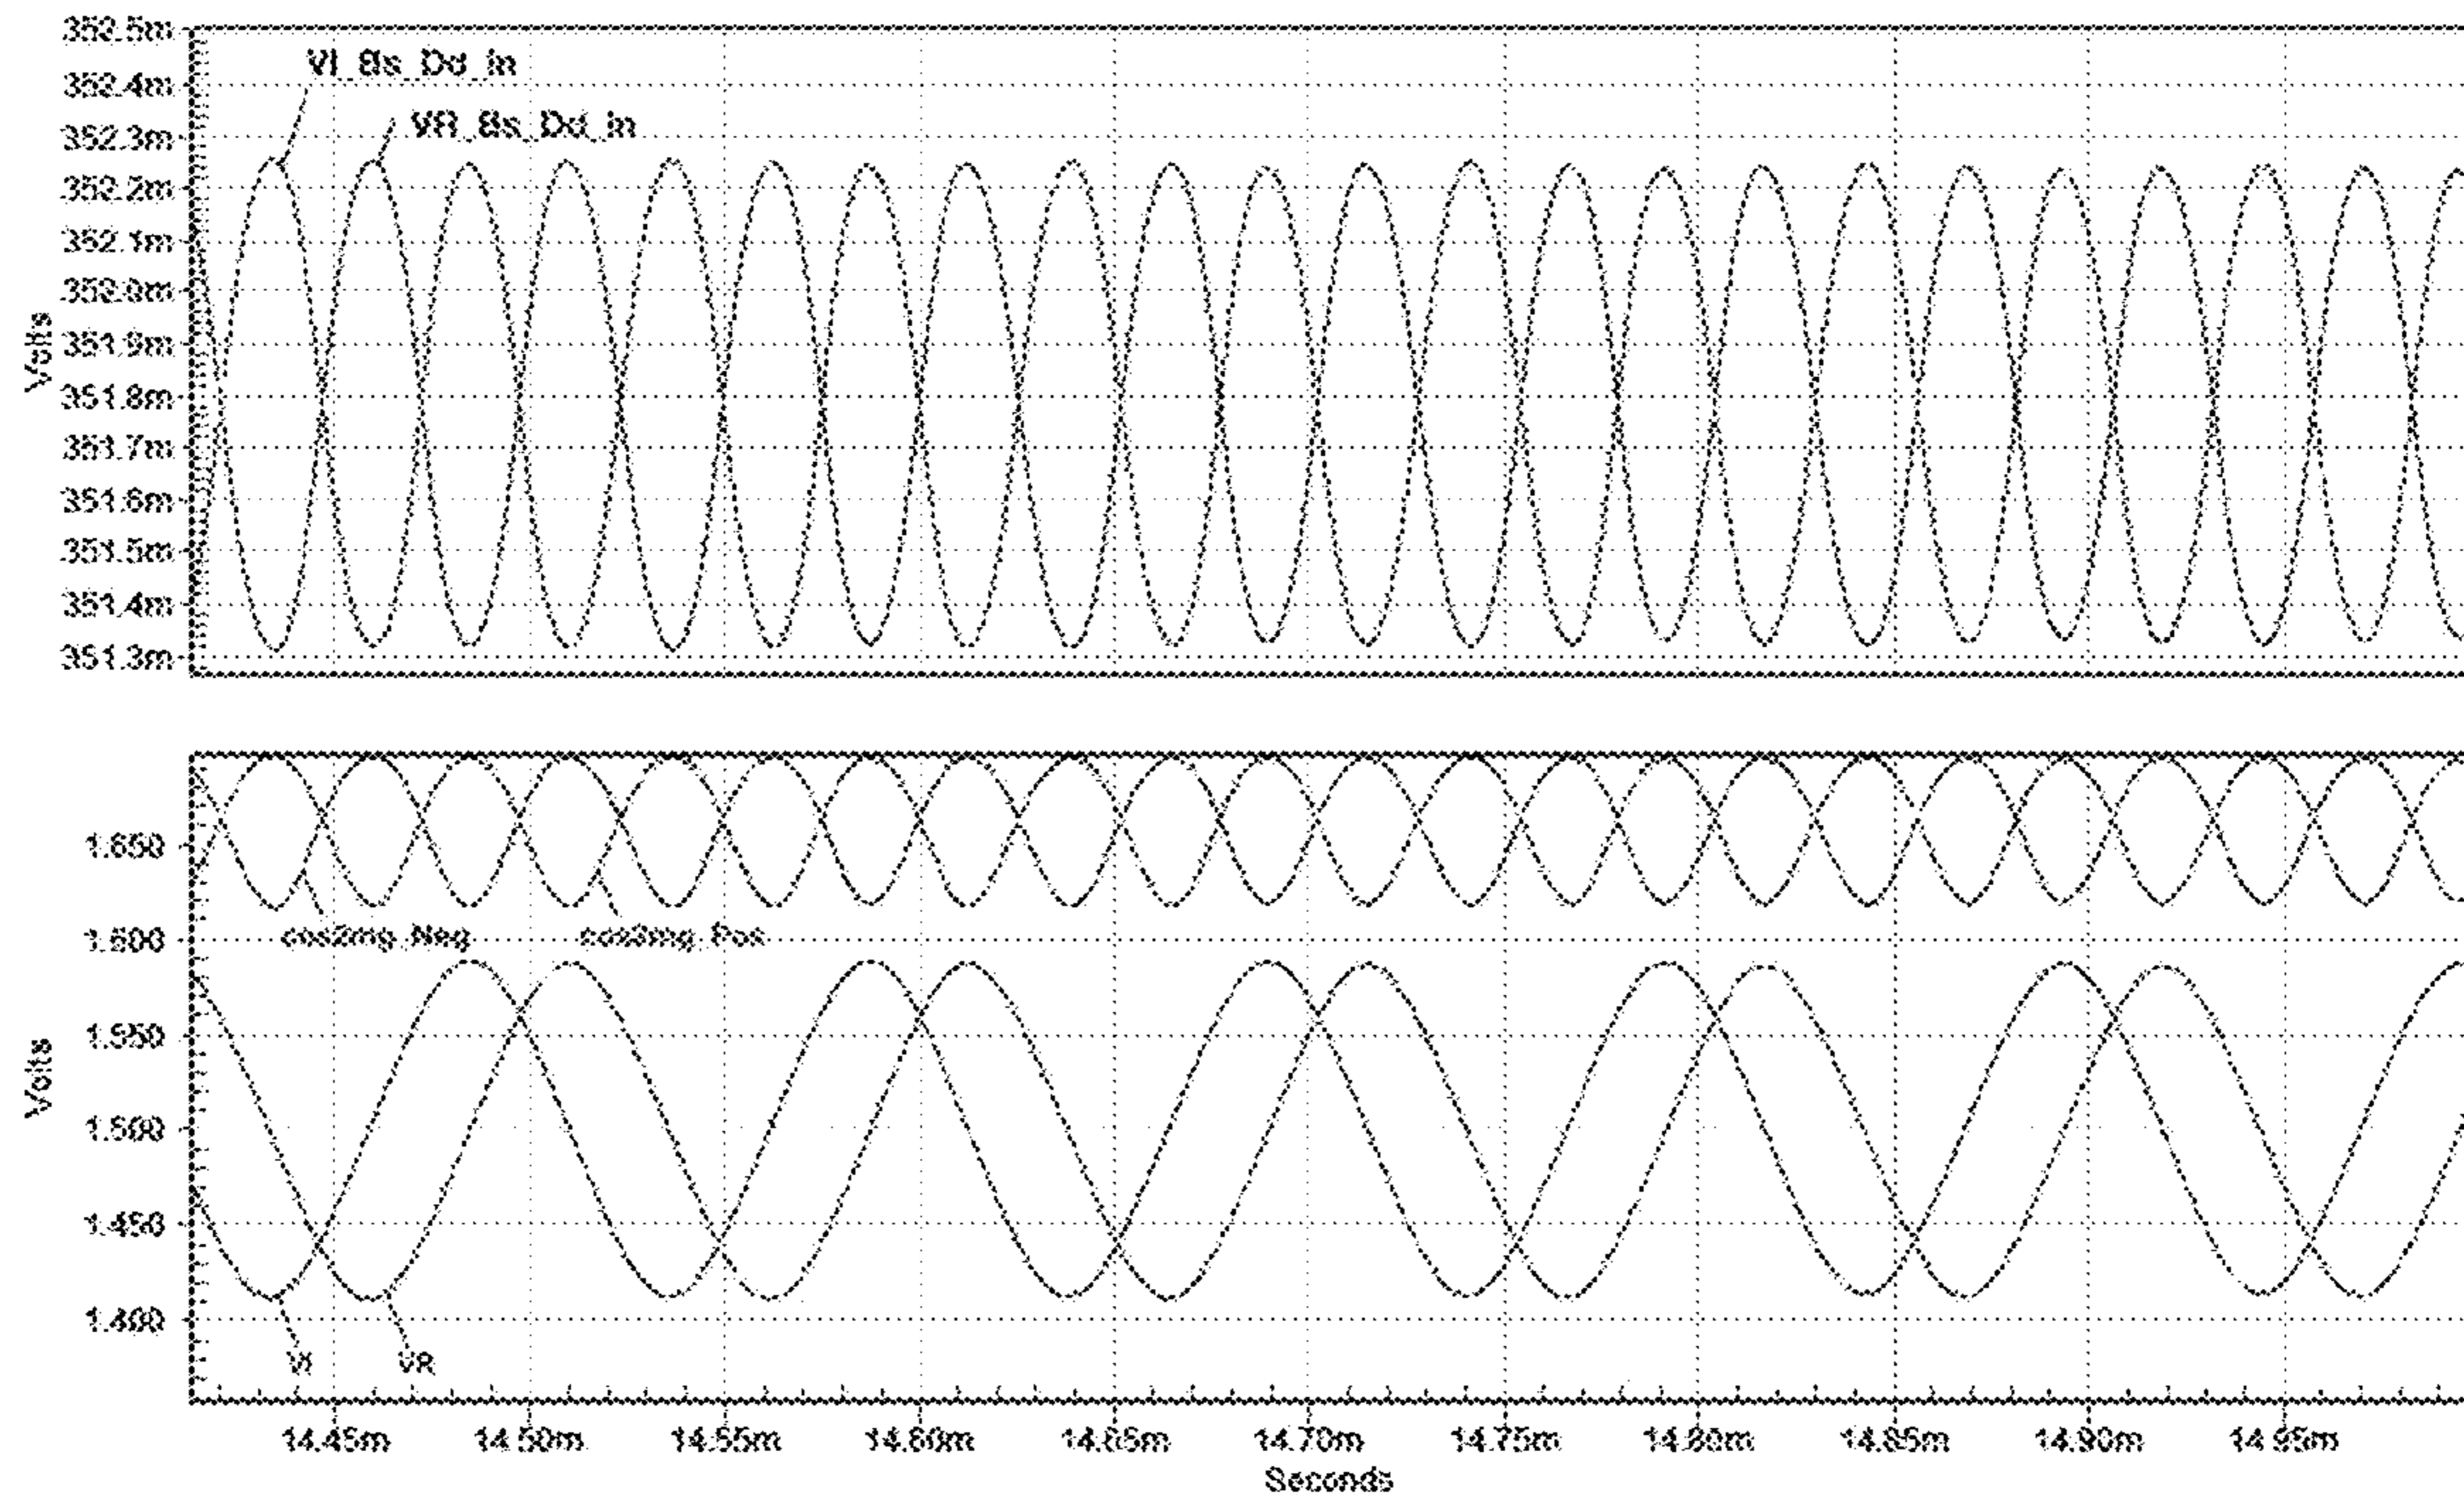 352.5m
VI_Bs_Dd_in
352.4m
VR_Bs_Dd_in
352.3m
352.2m
352.1m
352.0m
351.9m
Volts
351.8m
351.7m
351.6m
351.5m
351.4m
351.3m
1.650
cos2mg_Neg
cos2mg_Pos
1.600
1.550
Volts
1.500
1.450
1.400
VI
VR
14.45m
14.50m
14.55m
14.60m
14.65m
14.70m
14.75m
14.80m
14.85m
14.90m
14.95m
Seconds